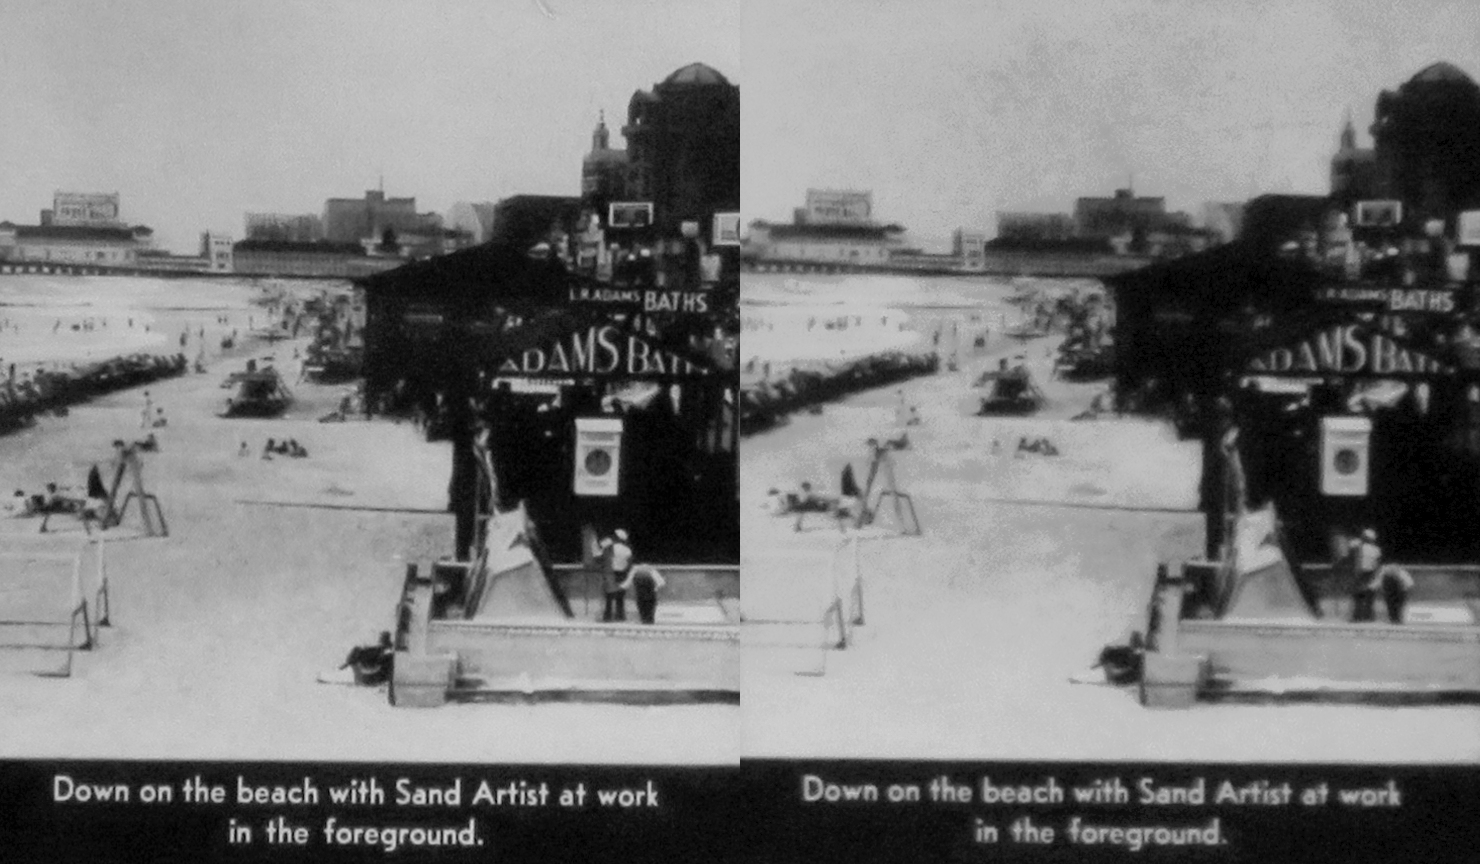 L.R. ADAMS BATHS
ADAMS BATHS
Down on the beach with Sand Artist at work
in the foreground.
L.R. ADAMS BATHS
ADAMS BATHS
Down on the beach with Sand Artist at work
in the foreground.